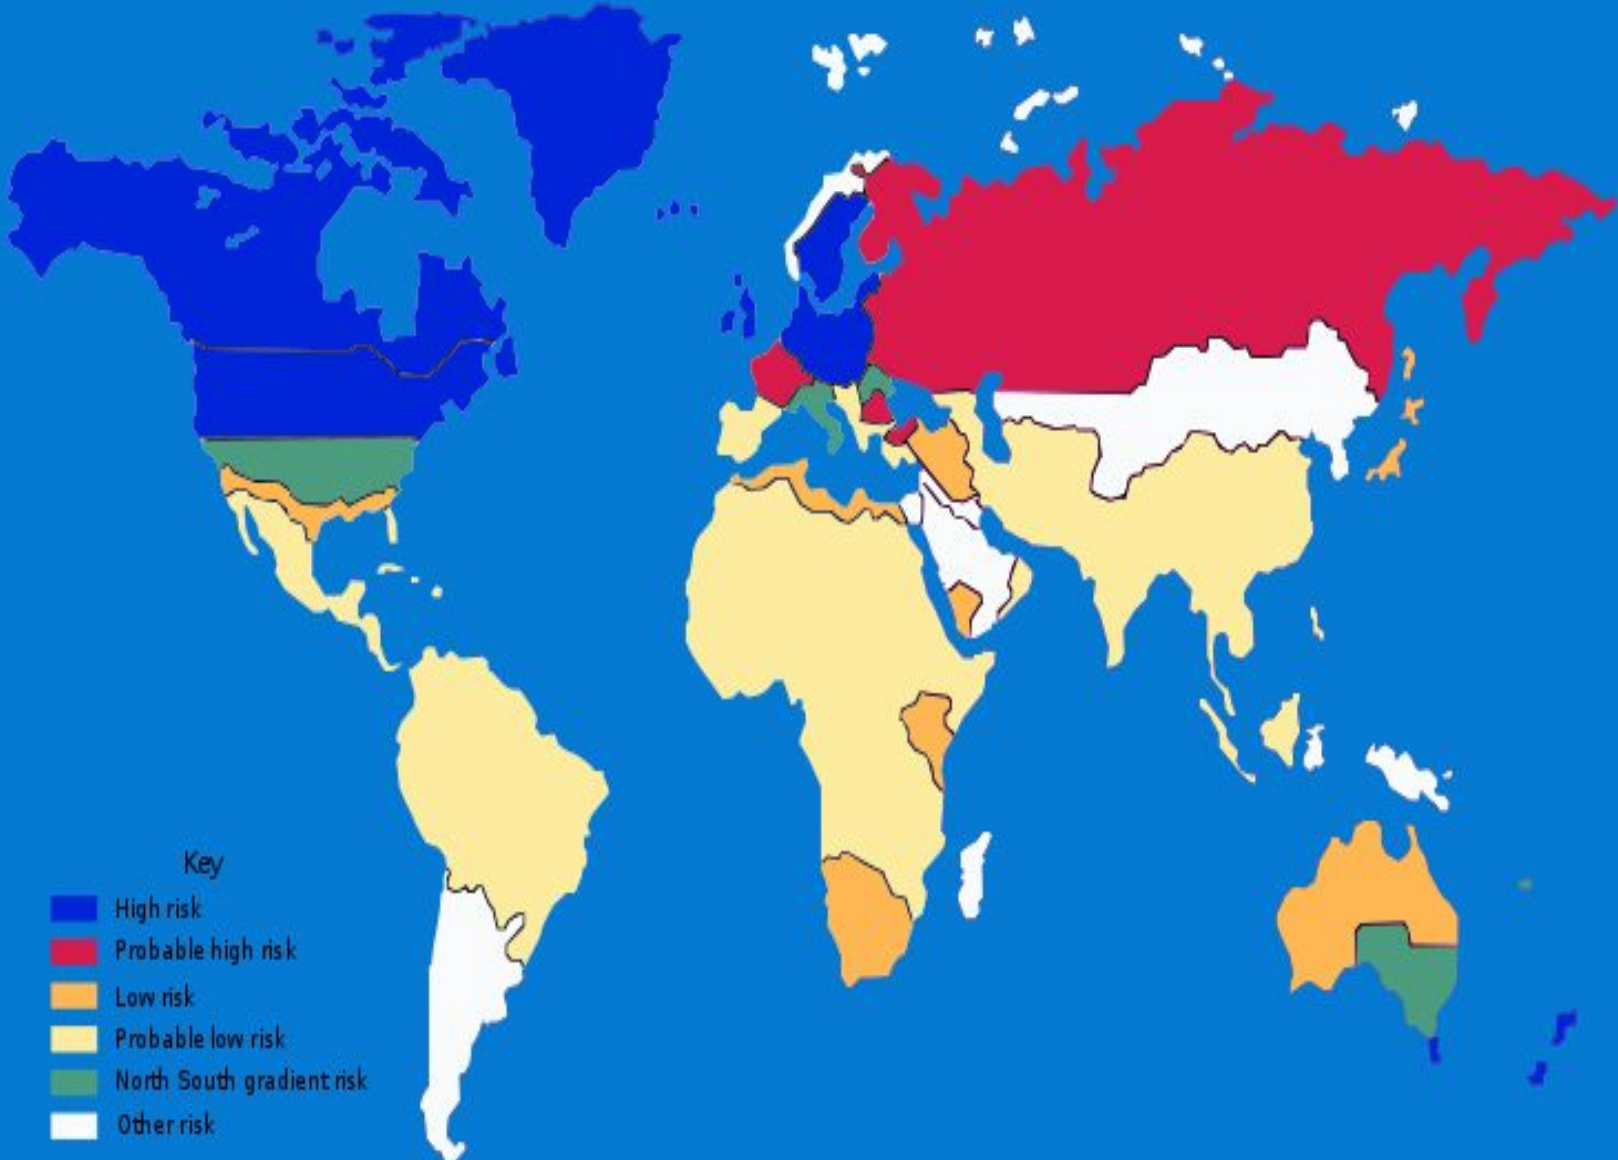 Key
High risk
Probable high risk
Low risk
Probable low risk
North South gradient risk
Other risk